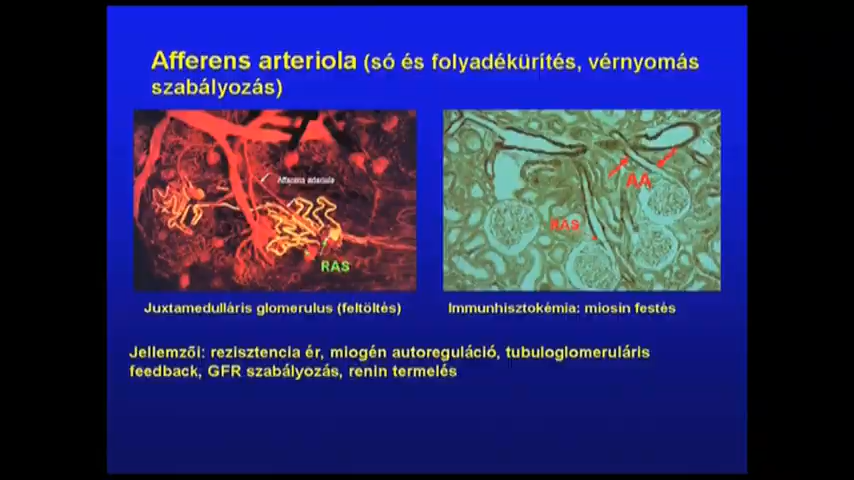 Afferens arteriola (só és folyadékürítés, vérnyomás
szabályozás)
Afferens arteriola
RAS
AA
RAS
Juxtamedulláris glomerulus (feltöltés)
Immunhisztokémia: miosin festés
Jellemzői: rezisztencia ér, miogén autoreguláció, tubuloglomeruláris
feedback, GFR szabályozás, renin termelés